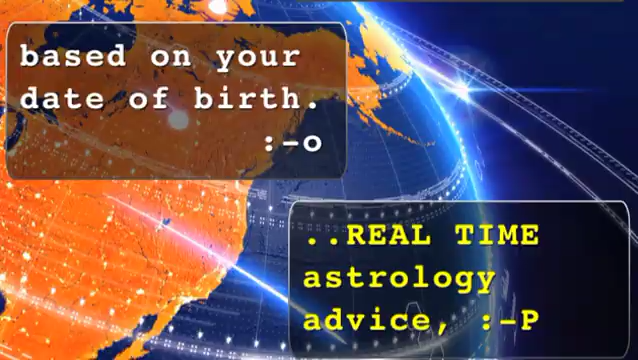 based on your
date of birth.
:-o
..REAL TIME
astrology
advice, :-P